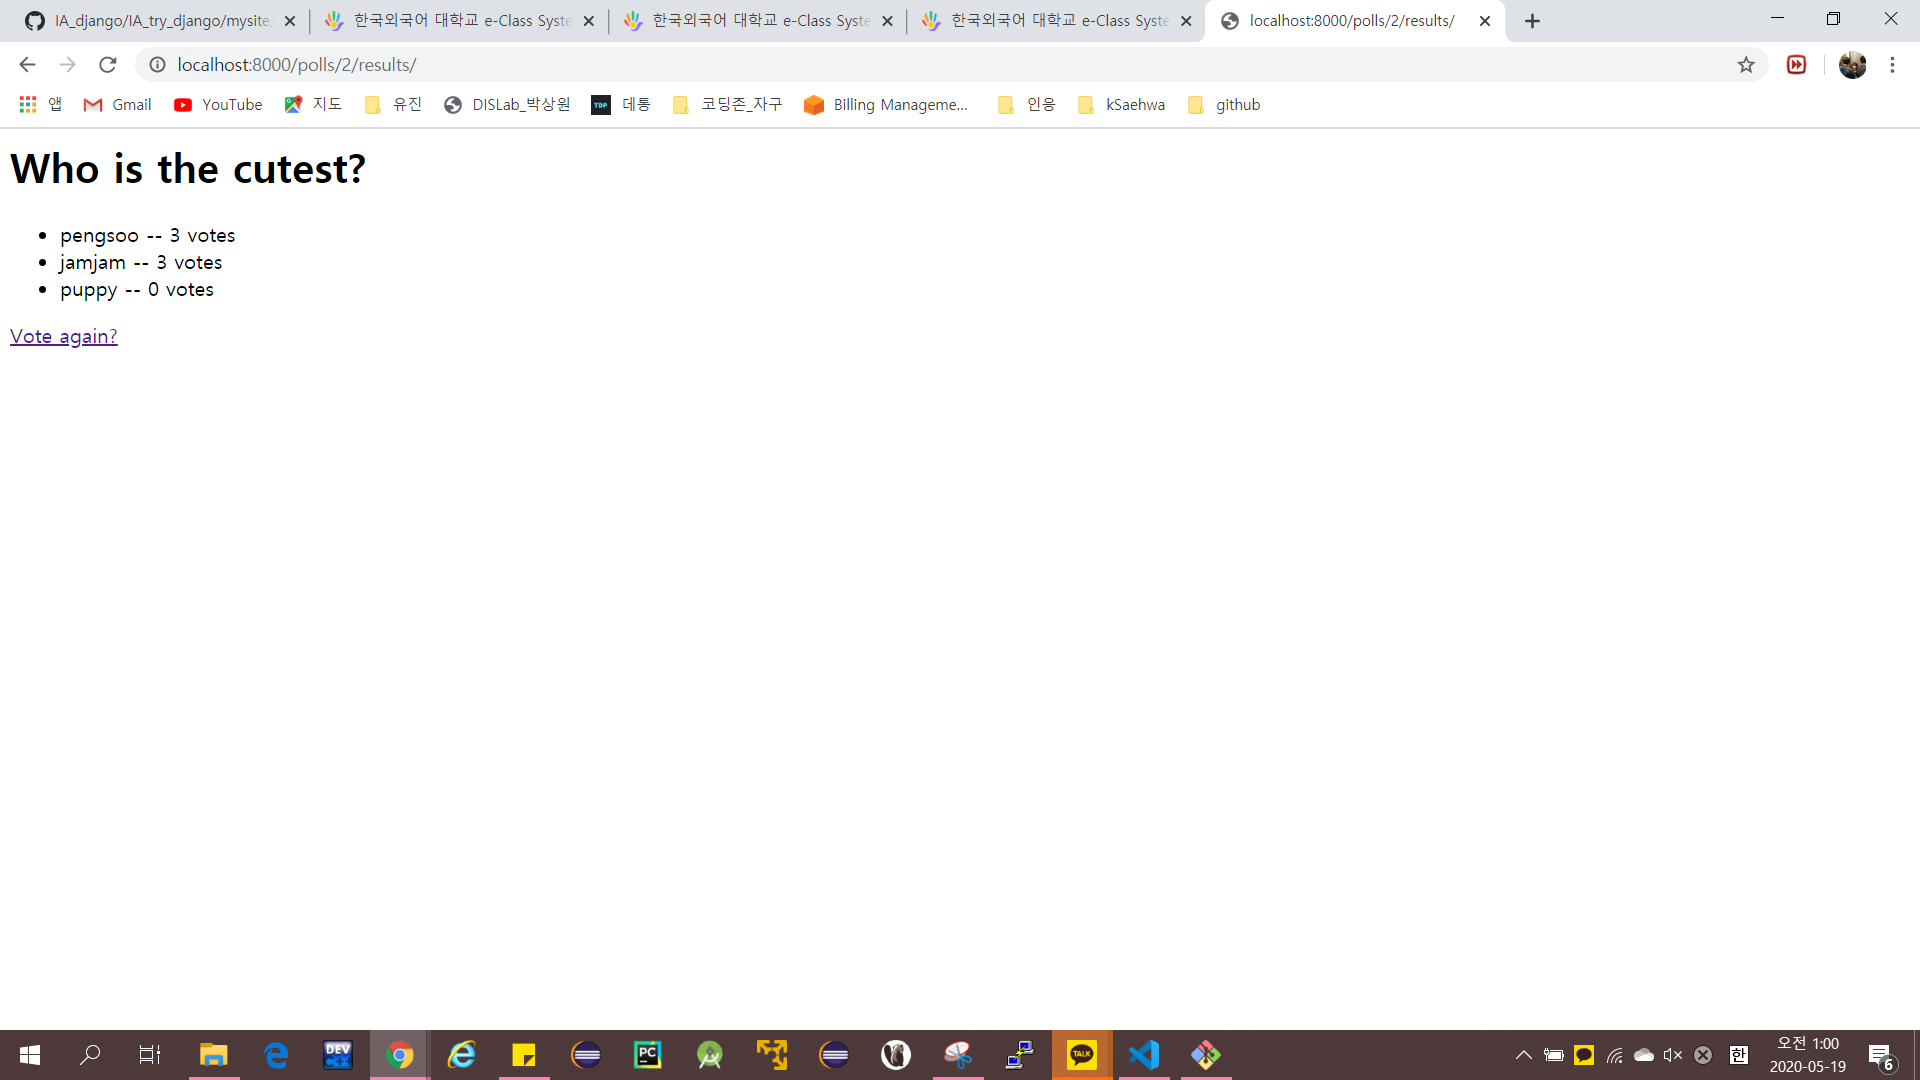 IA_django/IA_try_django/mysite/
한국외국어 대학교 e-Class Syste
한국외국어 대학교 e-Class Syste
한국외국어 대학교 e-Class Syste
localhost:8000/polls/2/results/
localhost:8000/polls/2/results/
앱
Gmail
YouTube
지도
유진
DISLab_박상원
TDP
데통
코딩존_자구
Billing Manageme...
인응
kSaehwa
github
Who is the cutest?
pengsoo -- 3 votes
jamjam -- 3 votes
puppy -- 0 votes
Vote again?
DEV
C++
PC
TALK
한
오전 1:00
2020-05-19
6